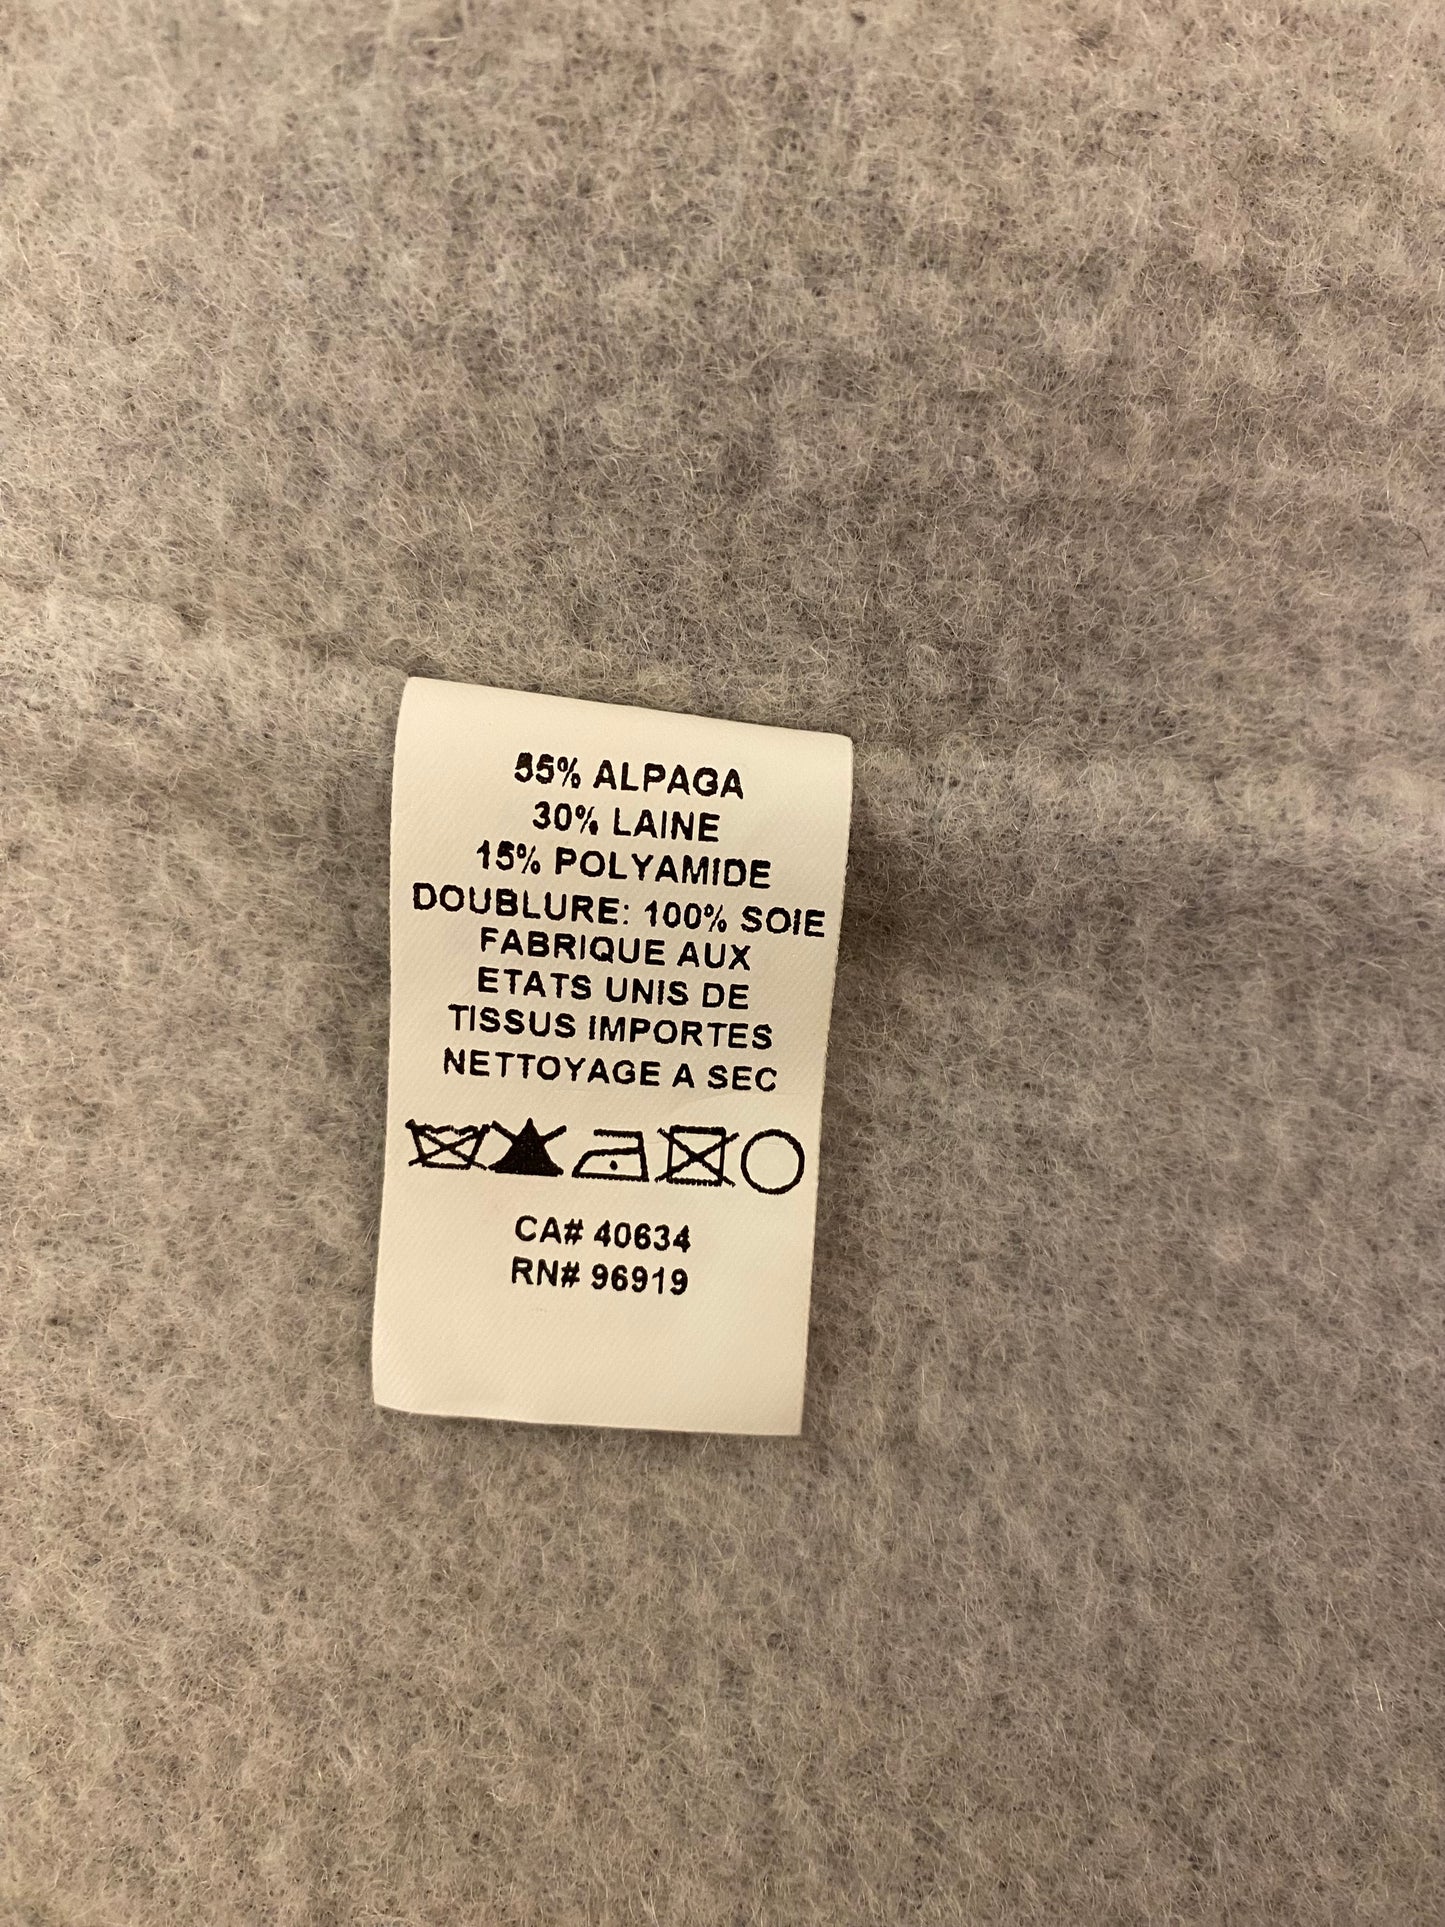 55% ALPAGA
30% LAINE
15% POLYAMIDE
DOUBLURE: 100% SOIE
FABRIQUE AUX
ETATS UNIS DE
TISSUS IMPORTES
NETTOYAGE A SEC
CA# 40634
RN# 96919